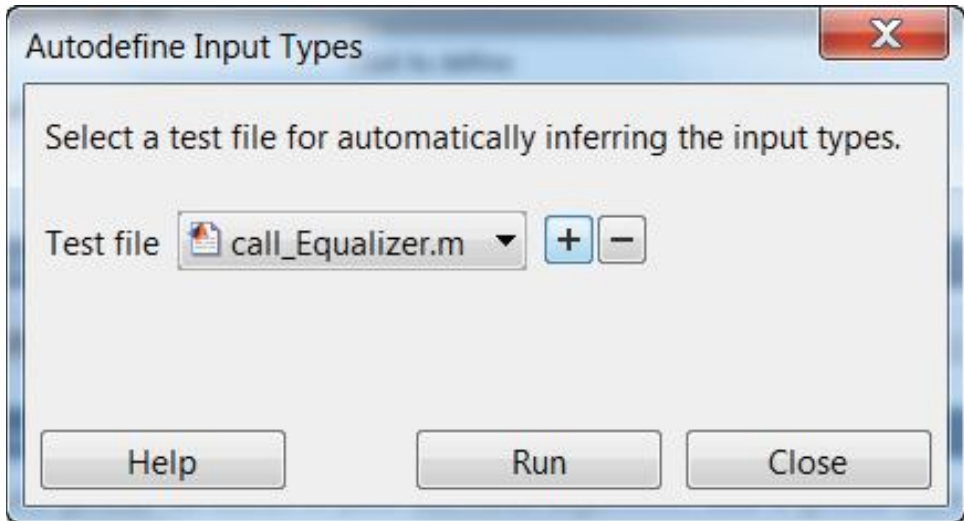 Autodefine Input Types
Select a test file for automatically inferring the input types.
Test file call_Equalizer.m + −
Help Run Close